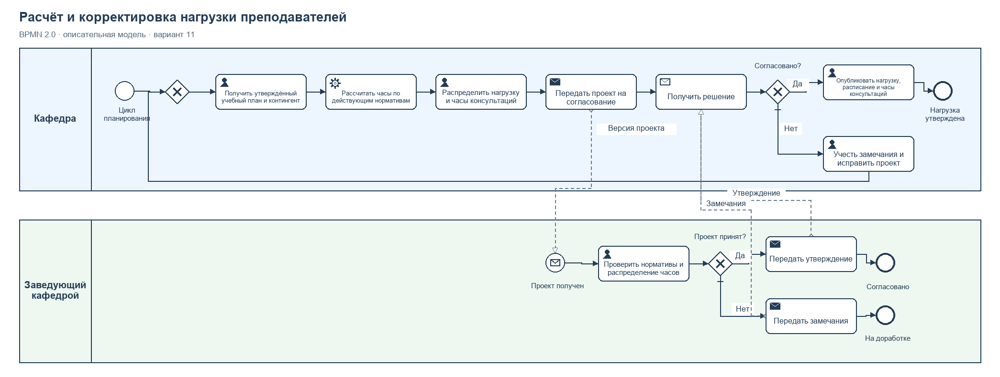 Расчёт и корректировка нагрузки преподавателей
BPMN 2.0 · описательная модель · вариант 11
Кафедра
Цикл
планирования
Получить утверждённый
учебный план и контингент
Рассчитать часы по
действующим нормативам
Распределить нагрузку
и часы консультаций
Передать проект на
согласование
Получить решение
Согласовано?
Да
Опубликовать нагрузку,
расписание и часы
консультаций
Нагрузка
утверждена
Версия проекта
Нет
Учесть замечания и
исправить проект
Утверждение
Замечания
Заведующий
кафедрой
Проект получен
Проверить нормативы и
распределение часов
Проект принят?
Да
Передать утверждение
Согласовано
Нет
Передать замечания
На доработке